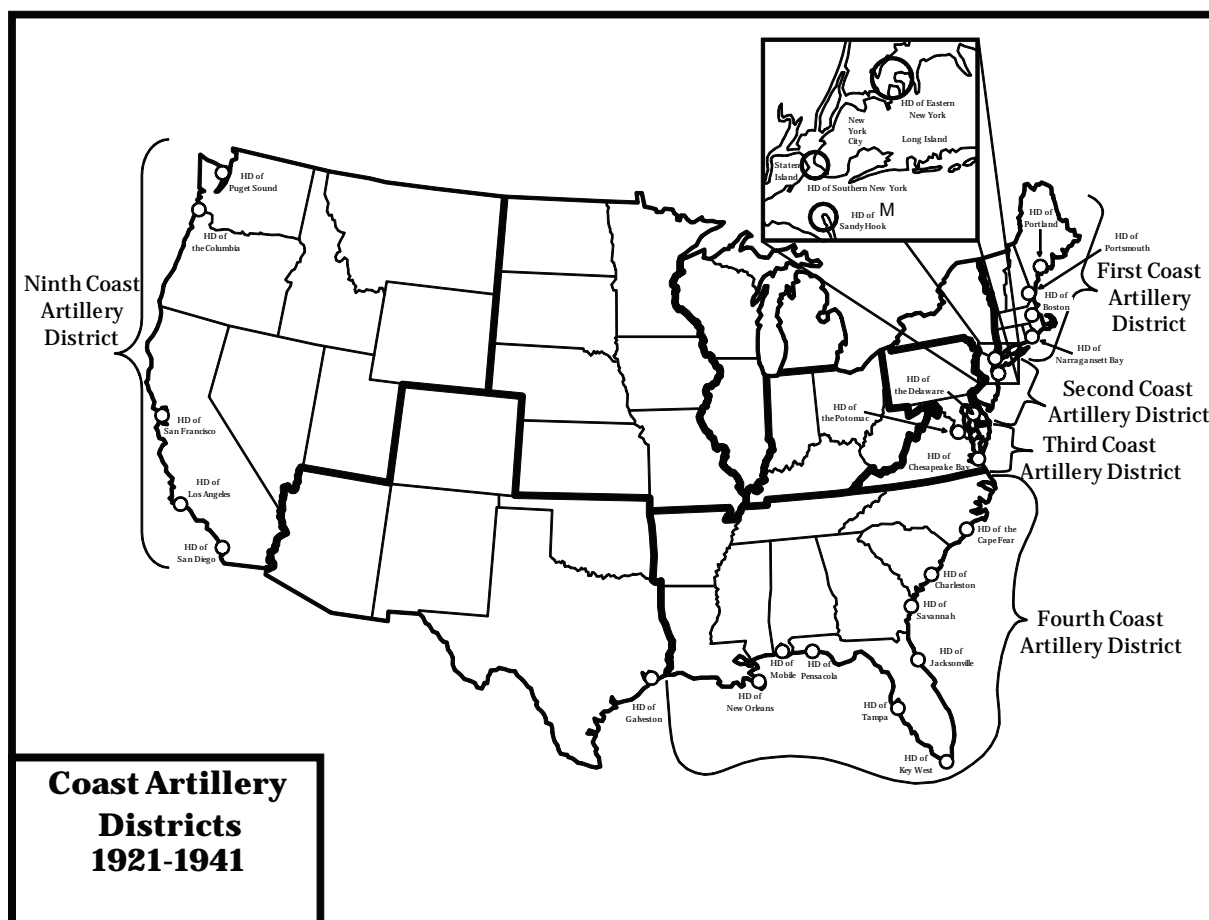 HD of Eastern
New York
New
York
City
Long Island
Staten
Island
HD of Southern New York
HD of
Sandy Hook
M
HD of
Puget Sound
HD of
the Columbia
Ninth Coast
Artillery
District
HD of
San Francisco
HD of
Los Angeles
HD of
San Diego
HD of
Portland
HD of
Portsmouth
First Coast
Artillery
District
HD of
Boston
HD of
Narragansett Bay
HD of
the Delaware
Second Coast
Artillery District
HD of
the Potomac
Third Coast
Artillery District
HD of
Chesapeake Bay
HD of the
Cape Fear
HD of
Charleston
HD of
Savannah
Fourth Coast
Artillery District
HD of
Jacksonville
HD of
Mobile
HD of
Pensacola
HD of
New Orleans
HD of
Galveston
HD of
Tampa
HD of
Key West
Coast Artillery
Districts
1921-1941